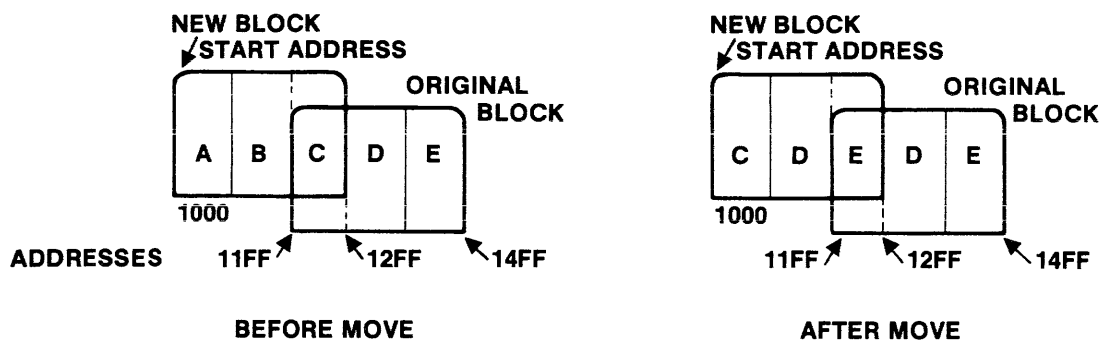 NEW BLOCK
START ADDRESS
ORIGINAL
BLOCK
A B C D E
1000
ADDRESSES 11FF 12FF 14FF
BEFORE MOVE
NEW BLOCK
START ADDRESS
ORIGINAL
BLOCK
C D E D E
1000
11FF 12FF 14FF
AFTER MOVE